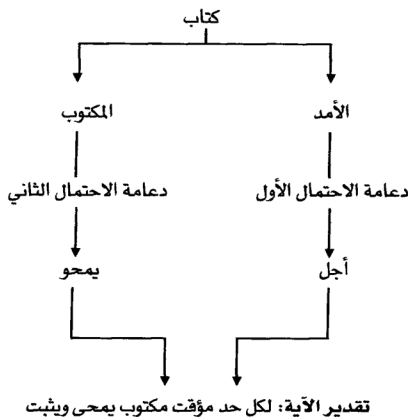 كتاب
الأمد
المكتوب
دعامة الاحتمال الأول
دعامة الاحتمال الثاني
أجل
يمحو
تقدير الآية: لكل حد مؤقت مكتوب يمحى ويثبت